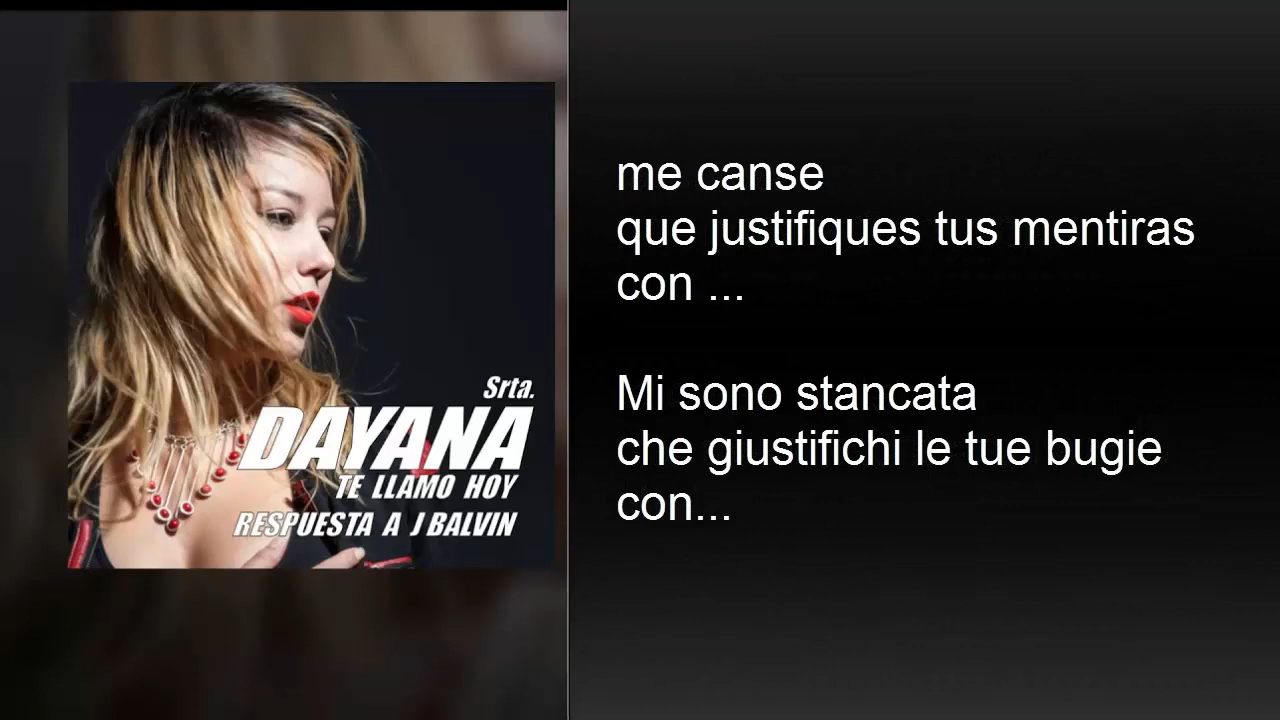 Srta.
DAYANA
TE LLAMO HOY
RESPUESTA A J BALVIN
me canse
que justifiques tus mentiras
con ...
Mi sono stancata
che giustifichi le tue bugie
con...